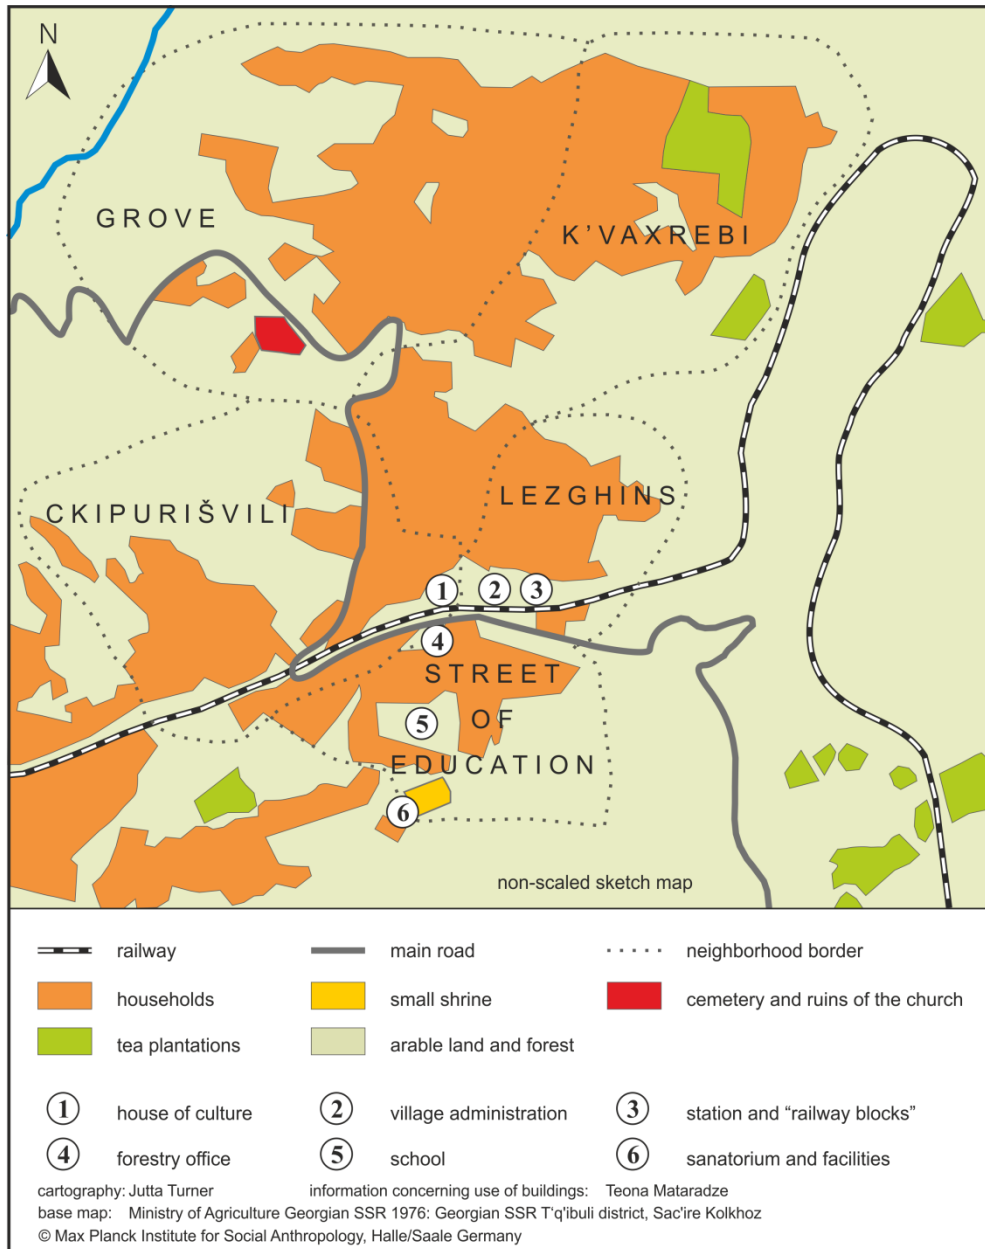 N
GROVE
K'VAXREBI
CKIPURIŠVILI
LEZGHINS
1
2
3
4
STREET
OF
EDUCATION
5
6
non-scaled sketch map
railway
main road
neighborhood border
households
small shrine
cemetery and ruins of the church
tea plantations
arable land and forest
1 house of culture
2 village administration
3 station and “railway blocks”
4 forestry office
5 school
6 sanatorium and facilities
cartography: Jutta Turner information concerning use of buildings: Teona Mataradze
base map: Ministry of Agriculture Georgian SSR 1976: Georgian SSR T‘q'ibuli district, Sac'ire Kolkhoz
© Max Planck Institute for Social Anthropology, Halle/Saale Germany